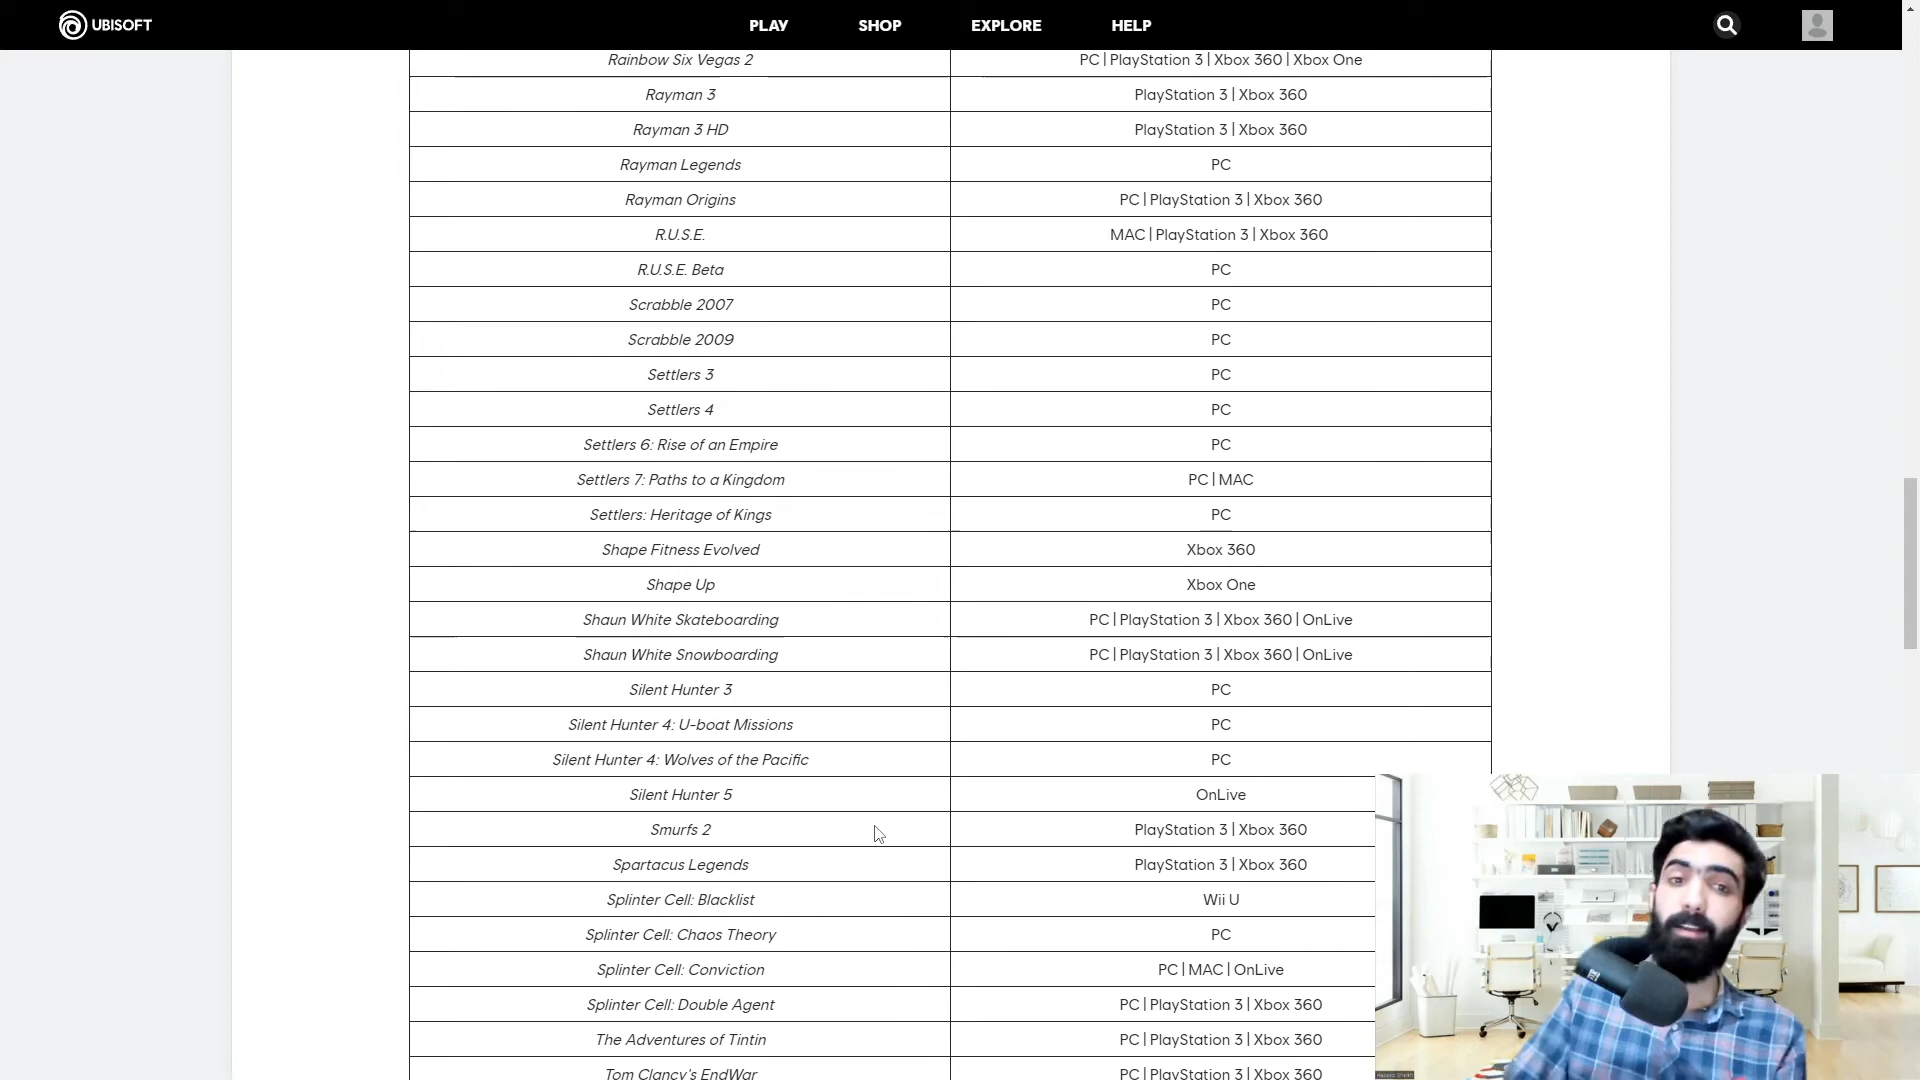 UBISOFT PLAY SHOP EXPLORE HELP
Rainbow Six Vegas 2 PC | PlayStation 3 | Xbox 360 | Xbox One
Rayman 3 PlayStation 3 | Xbox 360
Rayman 3 HD PlayStation 3 | Xbox 360
Rayman Legends PC
Rayman Origins PC | PlayStation 3 | Xbox 360
R.U.S.E. MAC | PlayStation 3 | Xbox 360
R.U.S.E. Beta PC
Scrabble 2007 PC
Scrabble 2009 PC
Settlers 3 PC
Settlers 4 PC
Settlers 6: Rise of an Empire PC
Settlers 7: Paths to a Kingdom PC | MAC
Settlers: Heritage of Kings PC
Shape Fitness Evolved Xbox 360
Shape Up Xbox One
Shaun White Skateboarding PC | PlayStation 3 | Xbox 360 | OnLive
Shaun White Snowboarding PC | PlayStation 3 | Xbox 360 | OnLive
Silent Hunter 3 PC
Silent Hunter 4: U-boat Missions PC
Silent Hunter 4: Wolves of the Pacific PC
Silent Hunter 5 OnLive
Smurfs 2 PlayStation 3 | Xbox 360
Spartacus Legends PlayStation 3 | Xbox 360
Splinter Cell: Blacklist Wii U
Splinter Cell: Chaos Theory PC
Splinter Cell: Conviction PC | MAC | OnLive
Splinter Cell: Double Agent PC | PlayStation 3 | Xbox 360
The Adventures of Tintin PC | PlayStation 3 | Xbox 360
Tom Clancy's EndWar PC | PlayStation 3 | Xbox 360